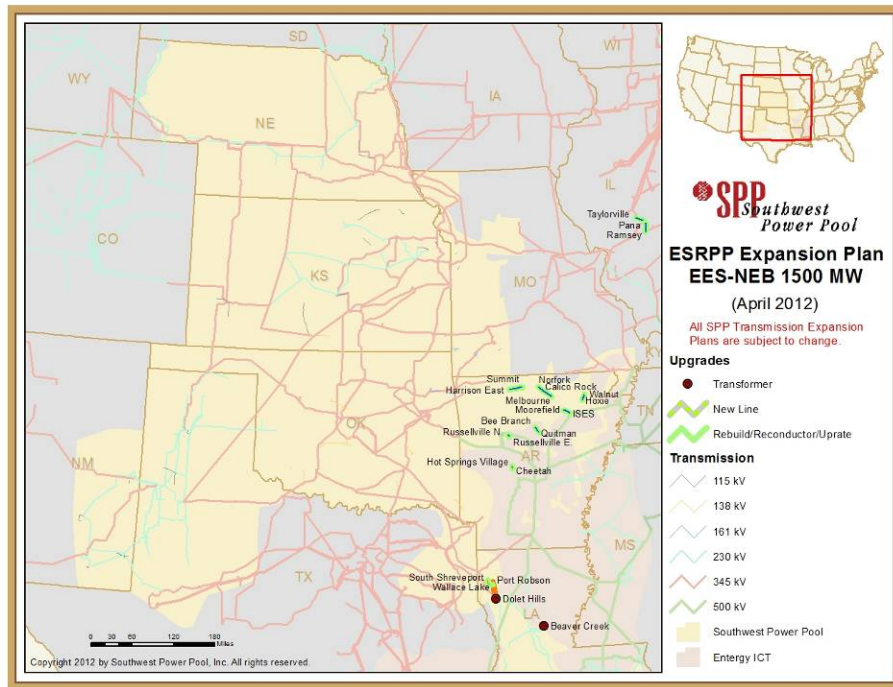 SD
WY
WI
IA
NE
IL
Taylorville
Pana
Ramsey
CO
KS
MO
KY
Summit
Norfork
Harrison East
Calico Rock
Walnut
Melbourne
Hoxie
Moorefield
ISES
TN
Bee Branch
OK
Russellville N.
Quitman
Russellville E.
AR
NM
Hot Springs Village
Cheetah
MS
TX
South Shreveport
Port Robson
Wallace Lake
Dolet Hills
LA
Beaver Creek
0 30 60 120 180
Miles
Copyright 2012 by Southwest Power Pool, Inc. All rights reserved.
SPP
Southwest
Power Pool
ESRPP Expansion Plan
EES-NEB 1500 MW
(April 2012)
All SPP Transmission Expansion
Plans are subject to change.
Upgrades
Transformer
New Line
Rebuild/Reconductor/Uprate
Transmission
115 kV
138 kV
161 kV
230 kV
345 kV
500 kV
Southwest Power Pool
Entergy ICT